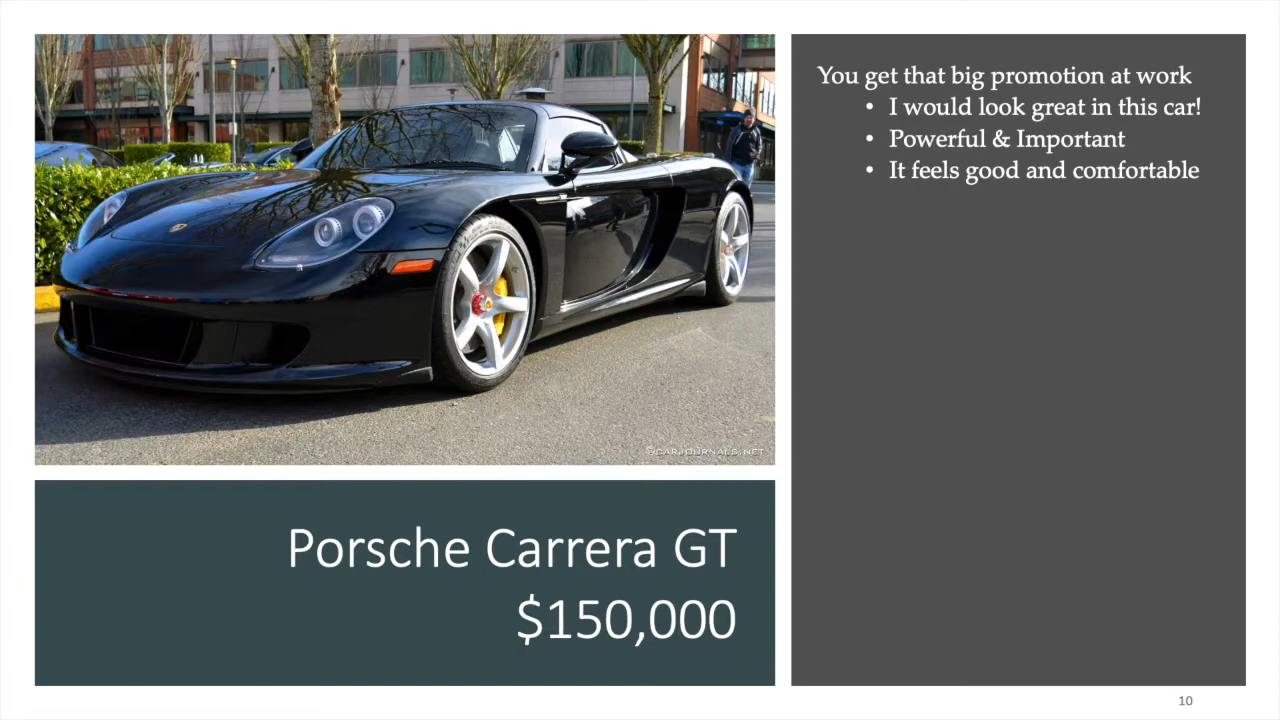 You get that big promotion at work
• I would look great in this car!
• Powerful & Important
• It feels good and comfortable
©CARJOURNALS.NET
Porsche Carrera GT
$150,000
10